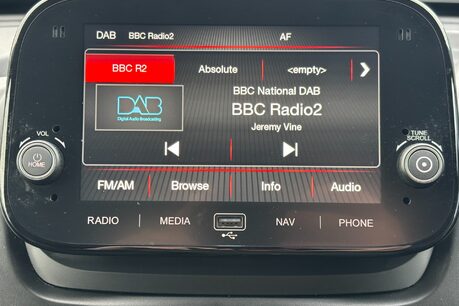 DAB BBC Radio2 AF
BBC R2 Absolute <empty>
BBC National DAB
BBC Radio2
Jeremy Vine
DAB
Digital Audio Broadcasting
VOL
HOME
TUNE
SCROLL
FM/AM Browse Info Audio
RADIO MEDIA NAV PHONE